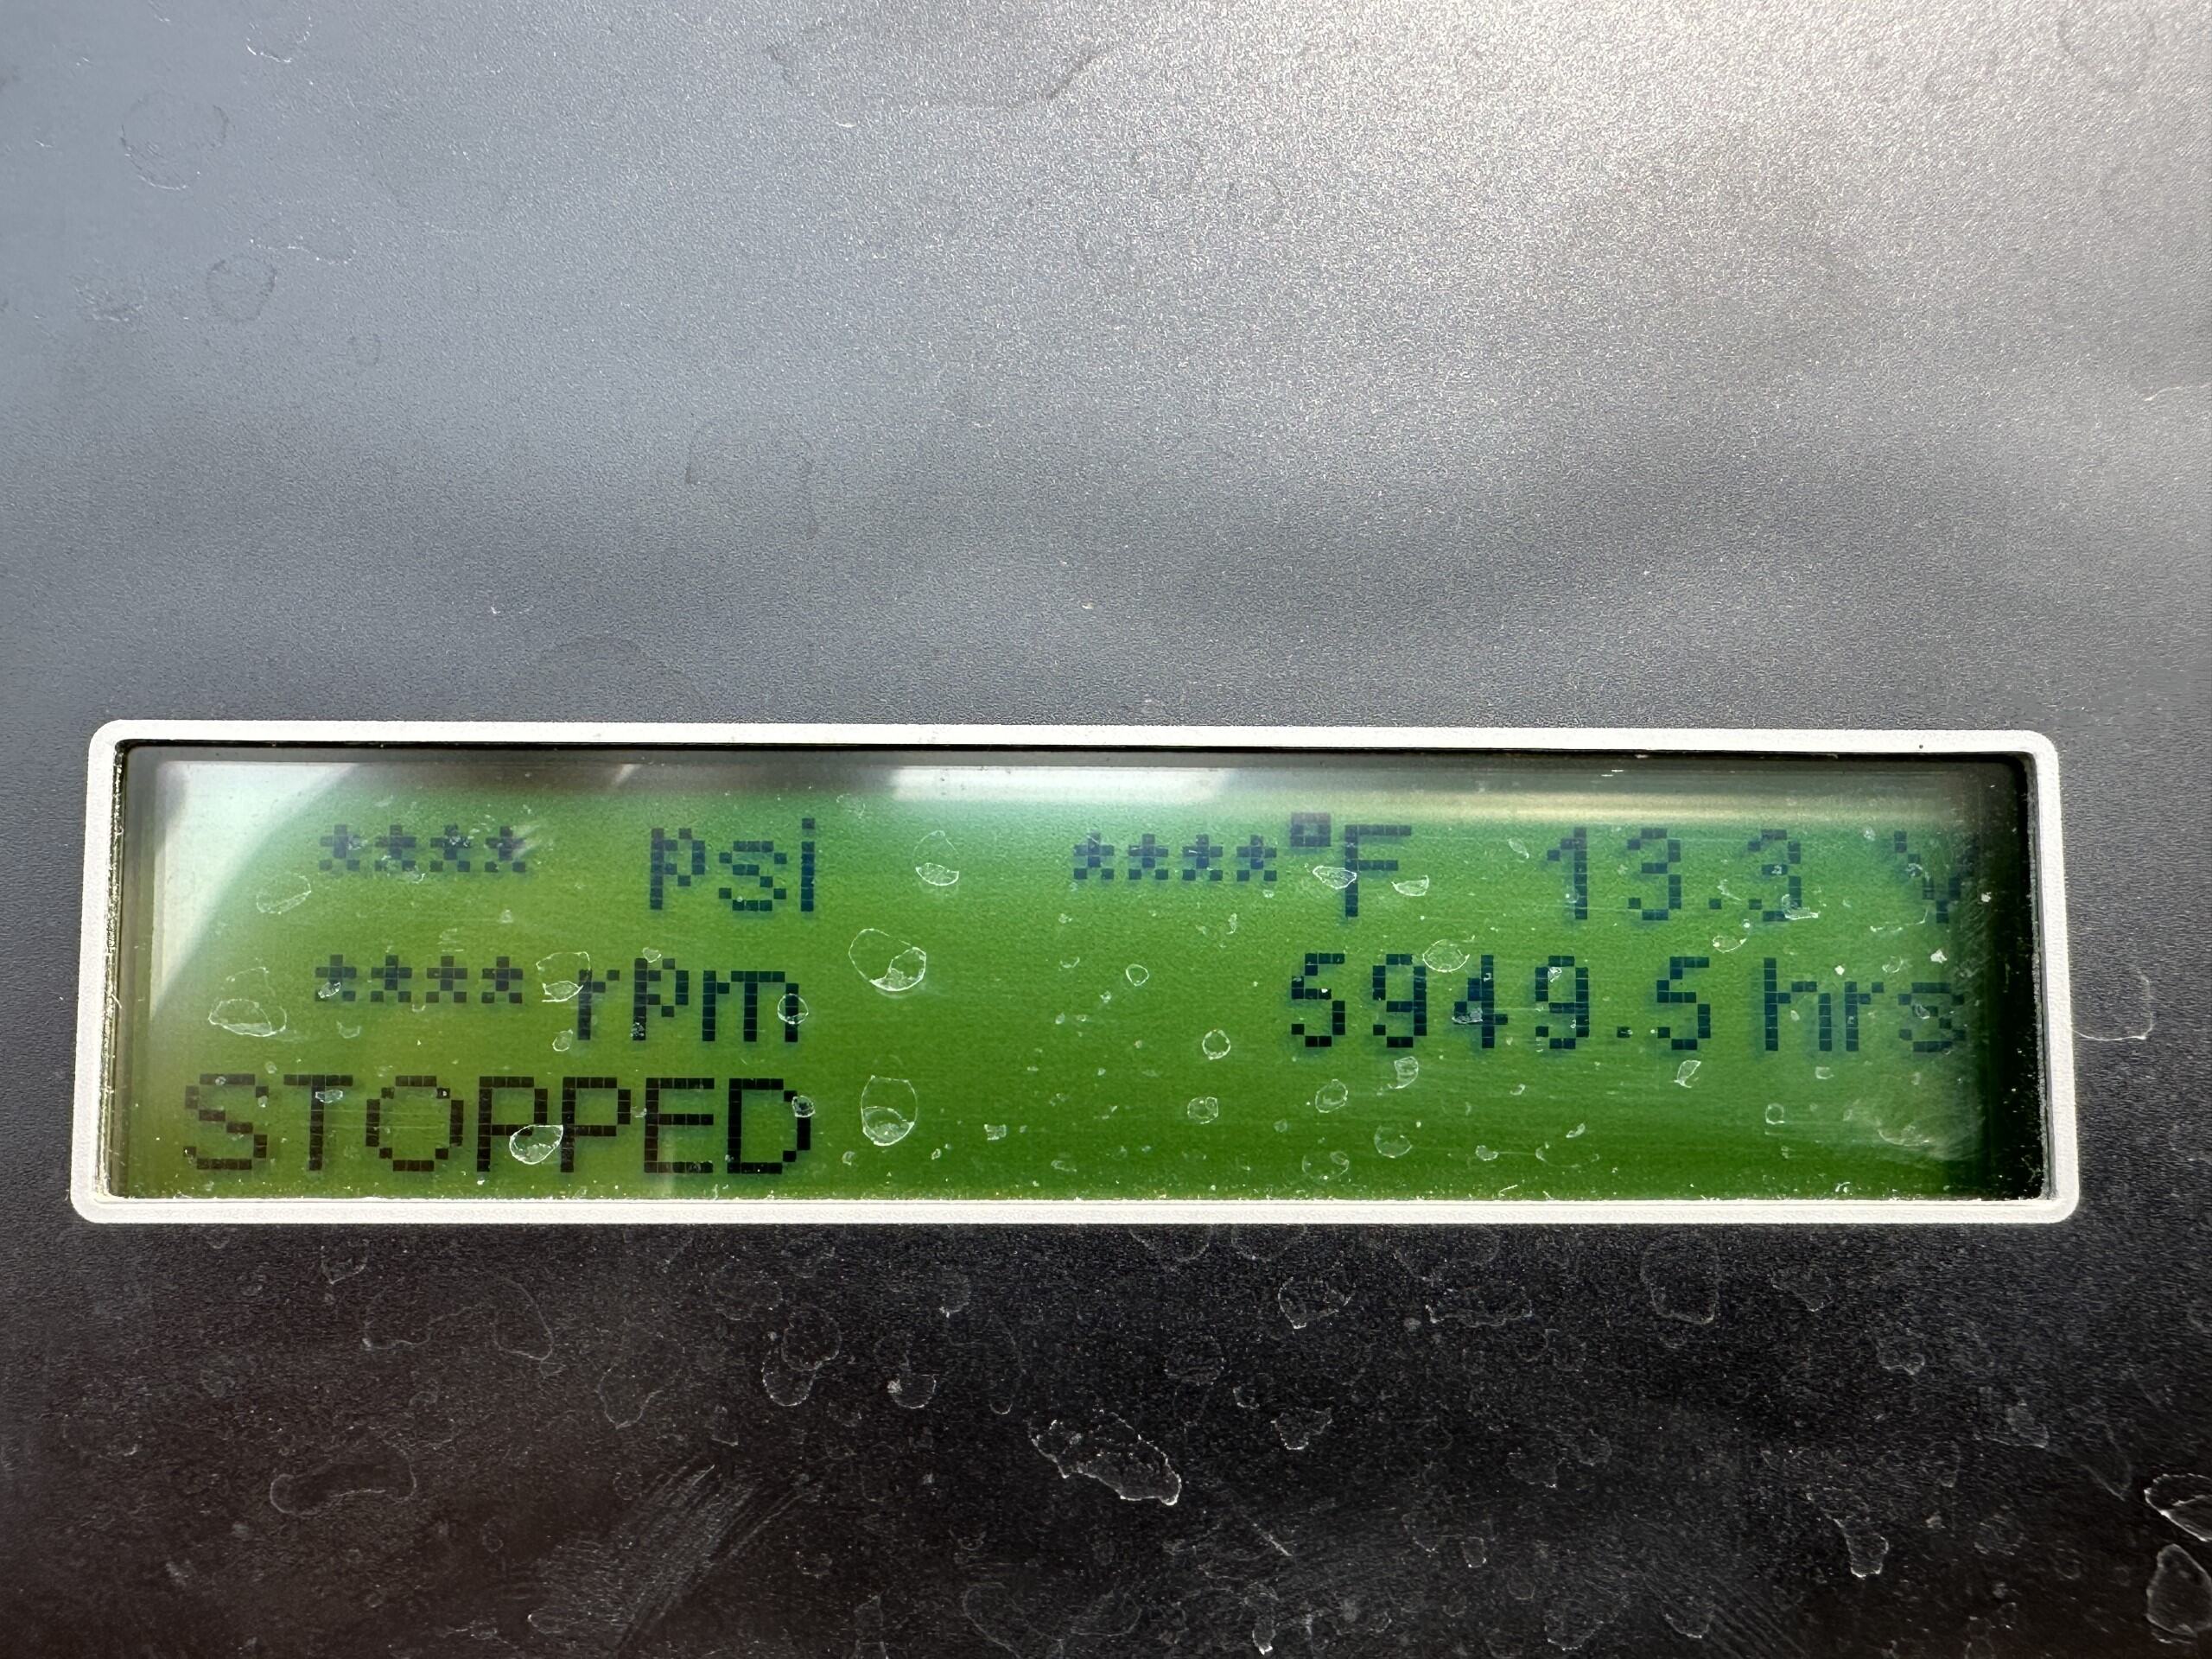 **** psi ****°F 13.3 V
**** rpm 5949.5 hrs
STOPPED